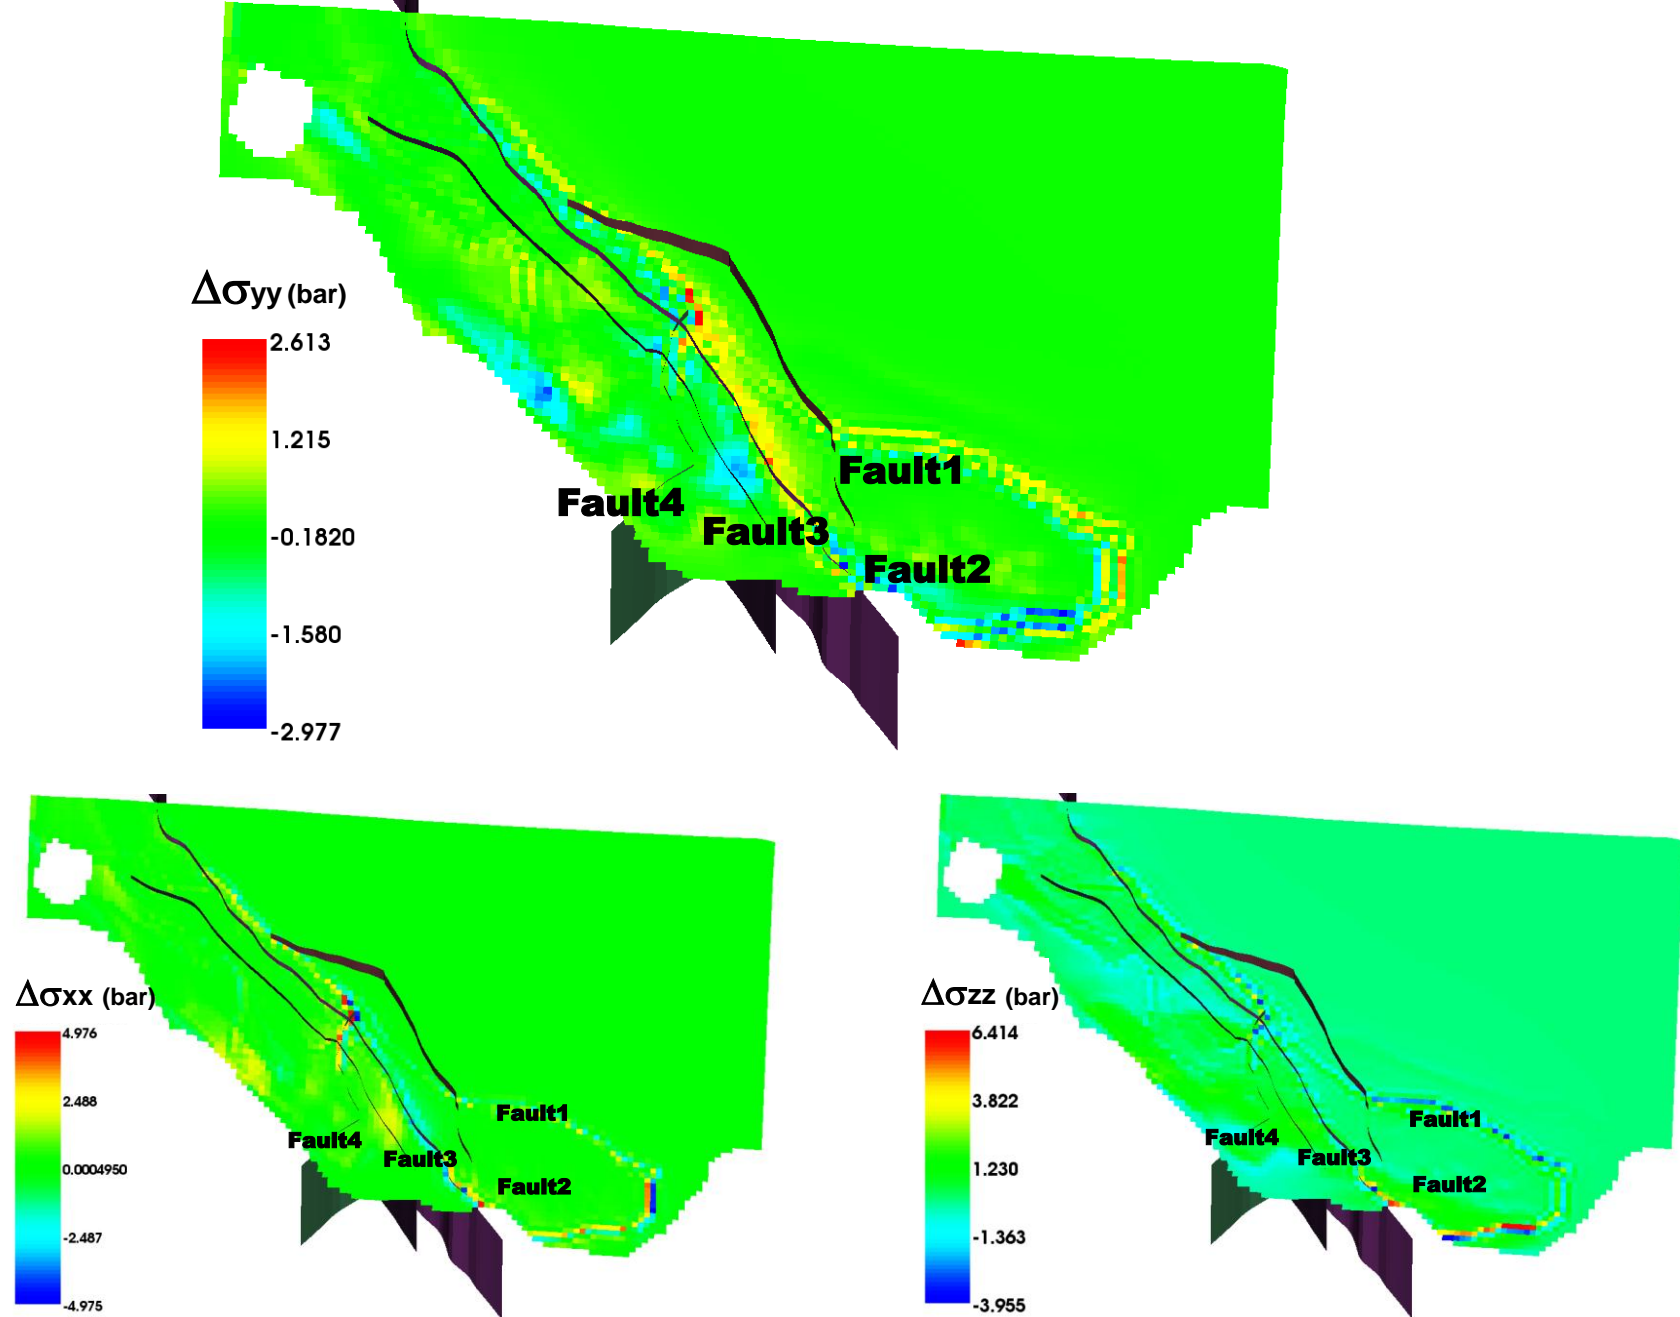 Δσyy (bar)
2.613
1.215
-0.1820
-1.580
-2.977
Fault1
Fault4
Fault3
Fault2
Δσxx (bar)
4.976
2.488
0.0004950
-2.487
-4.975
Fault1
Fault4
Fault3
Fault2
Δσzz (bar)
6.414
3.822
1.230
-1.363
-3.955
Fault1
Fault4
Fault3
Fault2